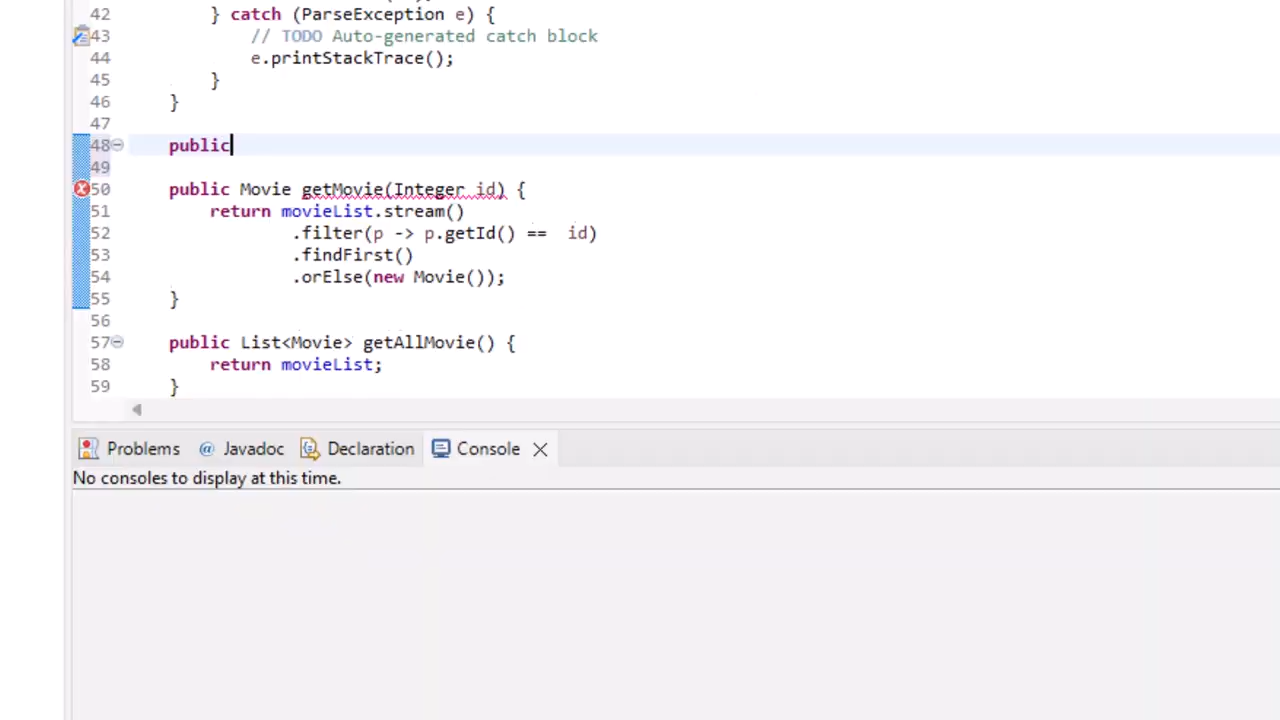 42 } catch (ParseException e) {
43 // TODO Auto-generated catch block
44 e.printStackTrace();
45 }
46 }
47
48 public
49
50 public Movie getMovie(Integer id) {
51 return movieList.stream()
52 .filter(p -> p.getId() ==  id)
53 .findFirst()
54 .orElse(new Movie());
55 }
56
57 public List<Movie> getAllMovie() {
58 return movieList;
59 }
Problems @ Javadoc Declaration Console
No consoles to display at this time.